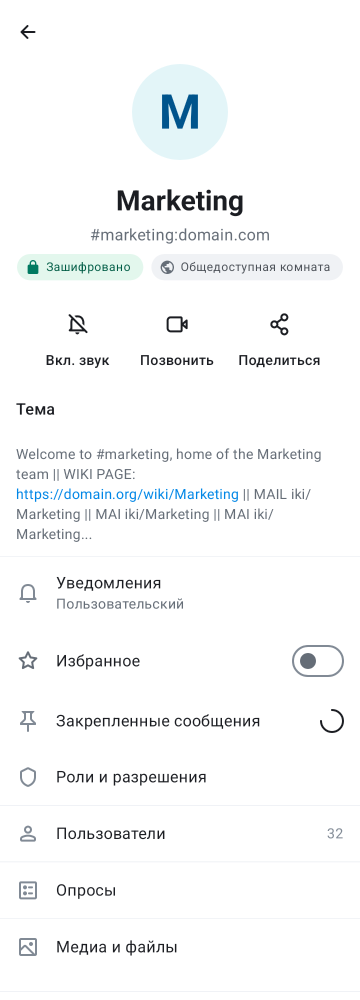 M
Marketing
#marketing:domain.com
Зашифровано
Общедоступная комната
Вкл. звук
Позвонить
Поделиться
Тема
Welcome to #marketing, home of the Marketing
team || WIKI PAGE:
https://domain.org/wiki/Marketing || MAIL iki/
Marketing || MAI iki/Marketing || MAI iki/
Marketing...
Уведомления
Пользовательский
Избранное
Закрепленные сообщения
Роли и разрешения
Пользователи 32
Опросы
Медиа и файлы